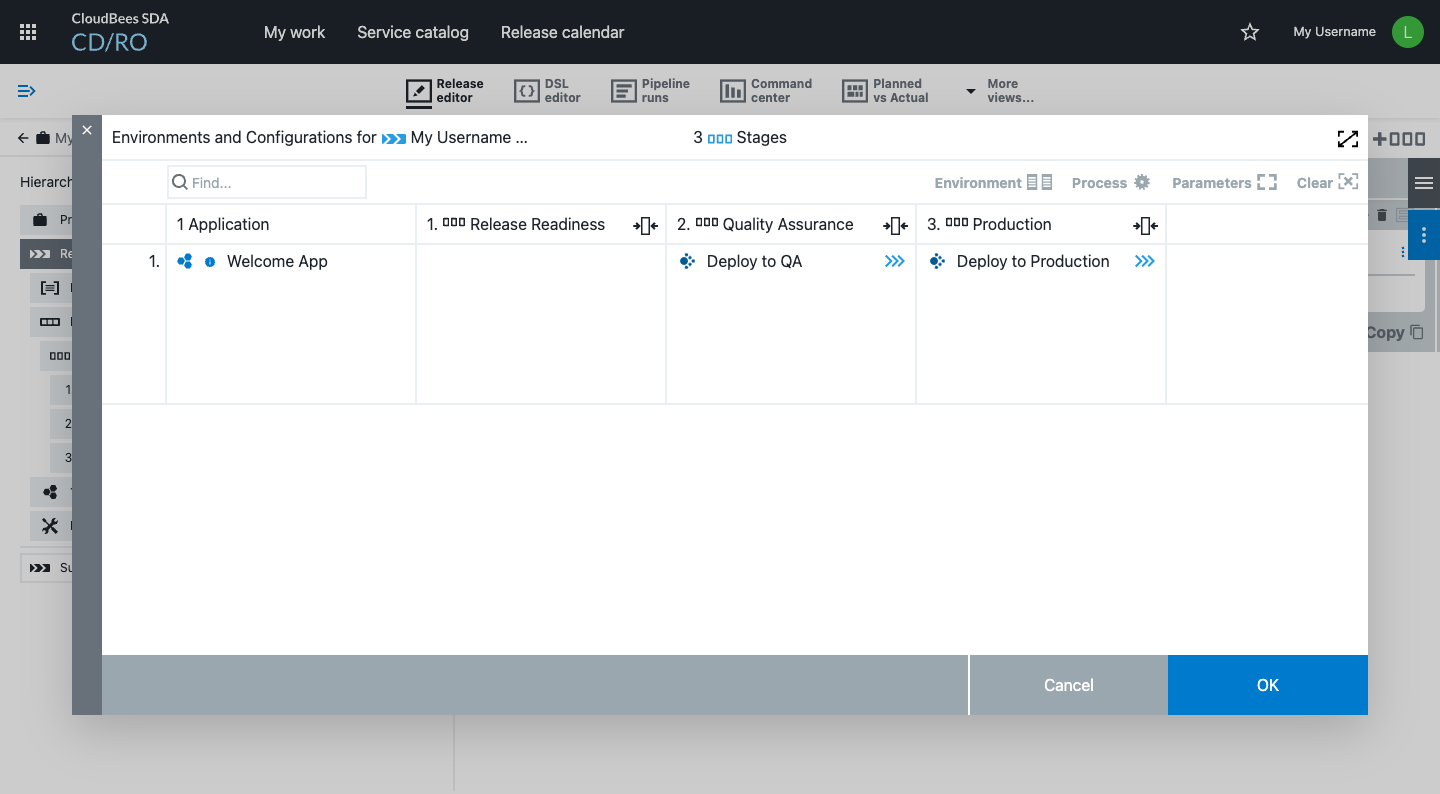 CloudBees SDA
CD/RO
My work
Service catalog
Release calendar
My Username
L
Release editor
DSL editor
Pipeline runs
Command center
Planned vs Actual
More views...
My
Environments and Configurations for My Username ...
3 Stages
Hierarch
Find...
Environment
Process
Parameters
Clear
1 Application
1. Release Readiness
2. Quality Assurance
3. Production
1. Welcome App
Deploy to QA
Deploy to Production
Pr
Re
1
2
3
Su
Copy
Cancel
OK